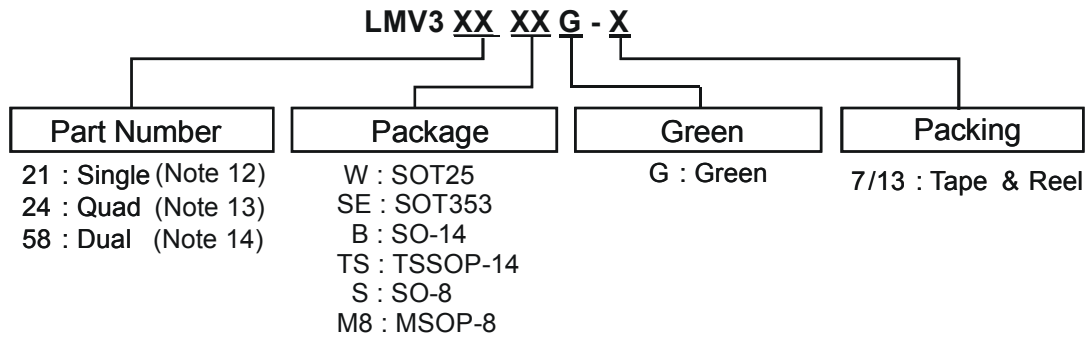 LMV3 XX XX G - X
Part Number
21 : Single (Note 12)
24 : Quad (Note 13)
58 : Dual (Note 14)
Package
W : SOT25
SE : SOT353
B : SO-14
TS : TSSOP-14
S : SO-8
M8 : MSOP-8
Green
G : Green
Packing
7/13 : Tape & Reel